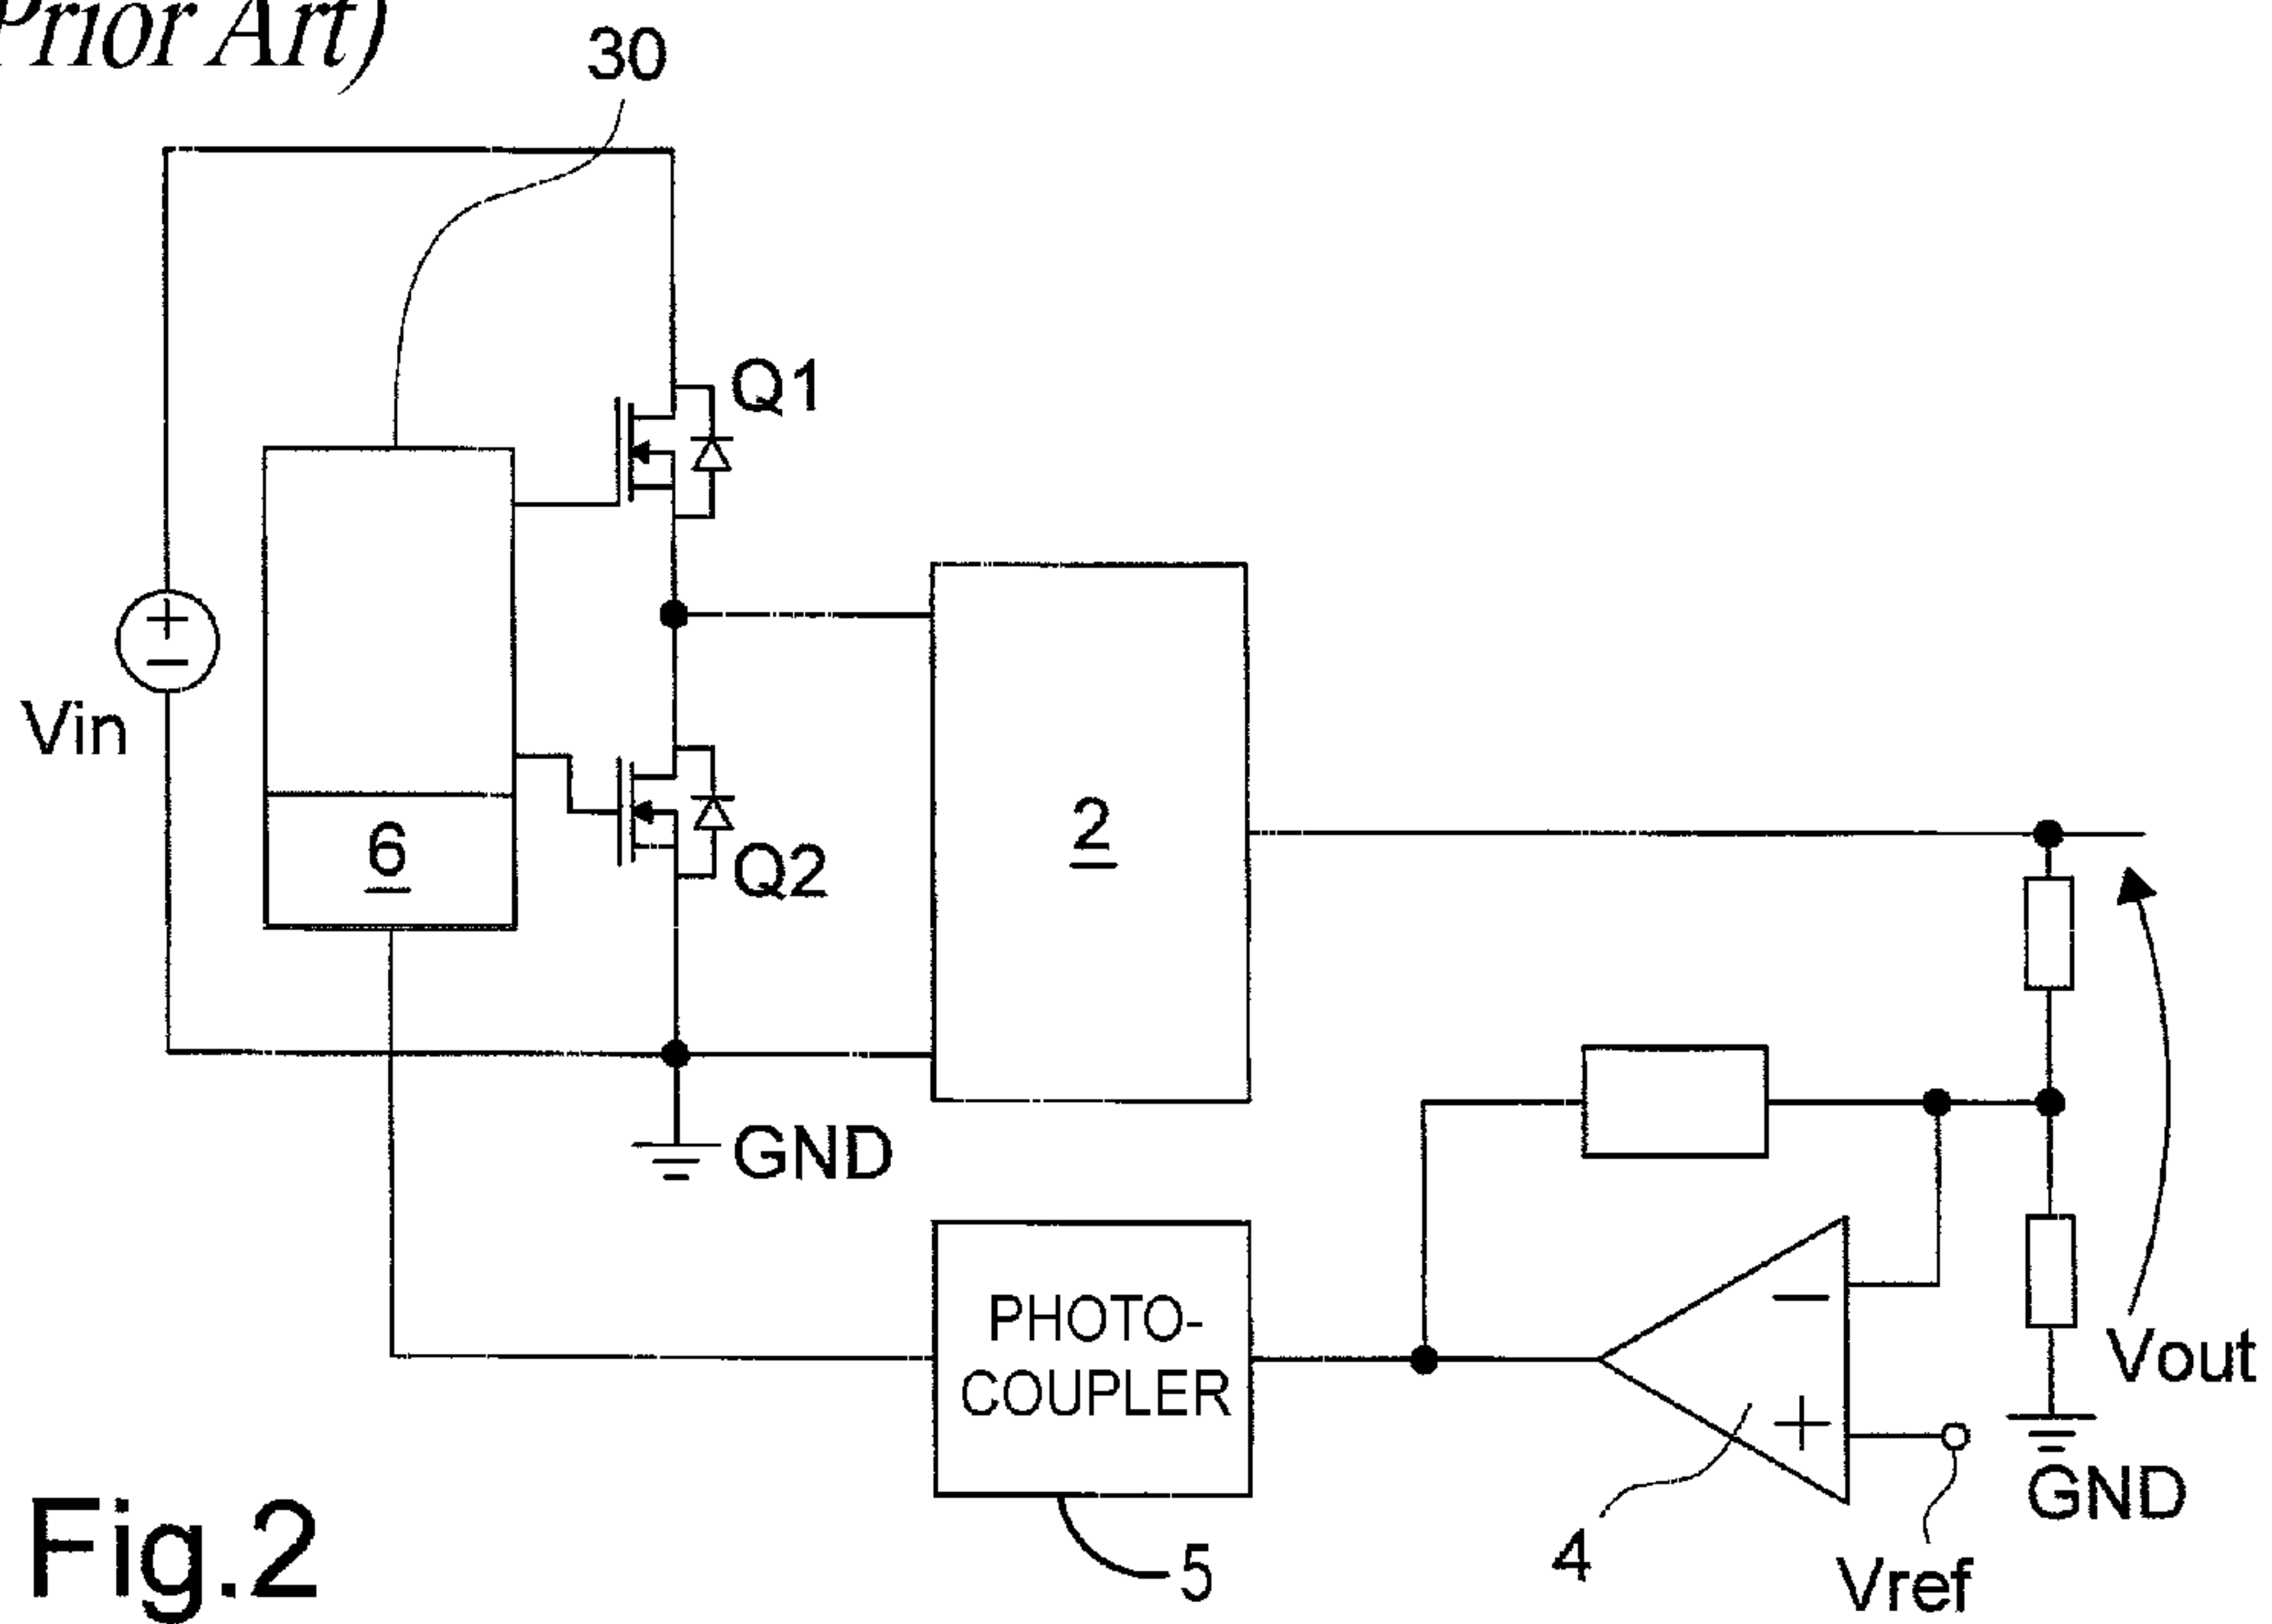 Prior Art)
30
Q1
Vin
6
Q2
2
GND
PHOTO-
COUPLER
Vout
GND
4
Vref
5
Fig.2